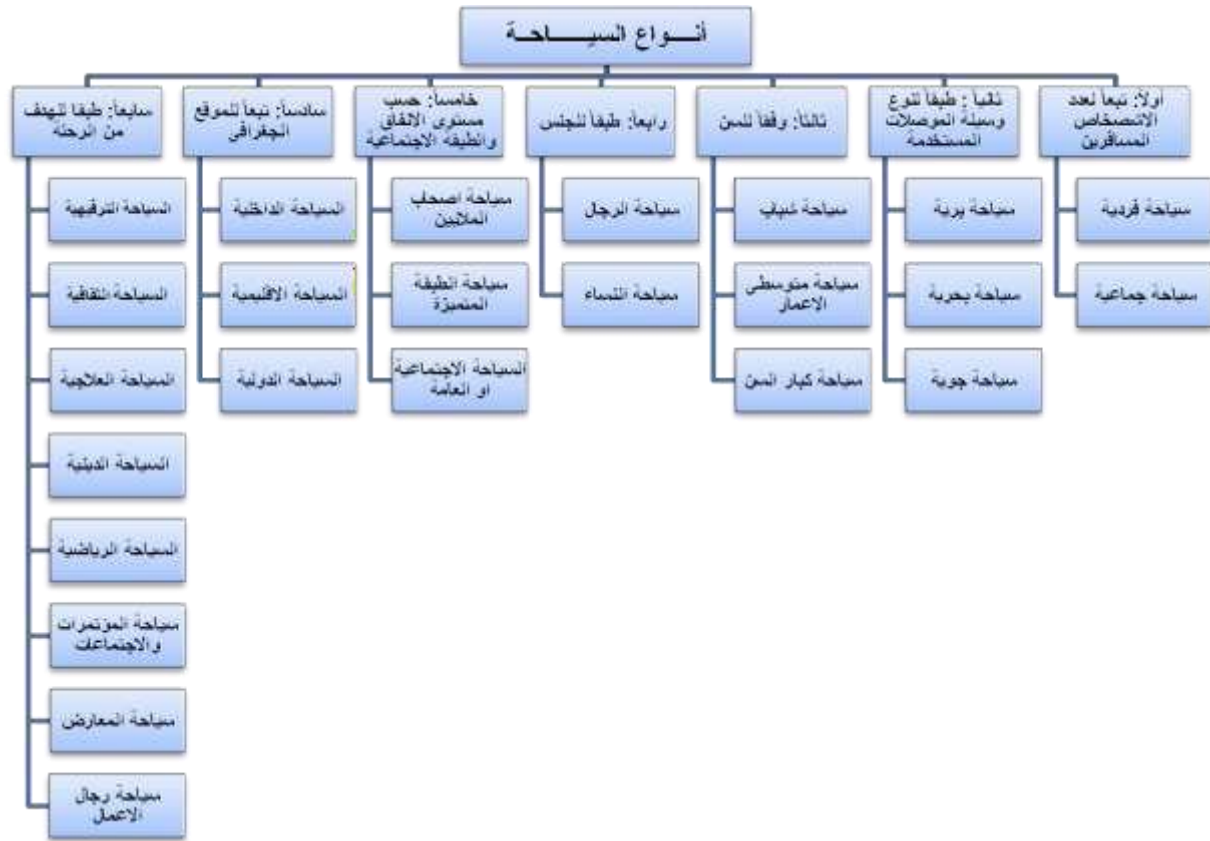 أنـــواع السيـــــاحـــة
أولاً: تبعاً لعدد
الاشخاص
المسافرين
سياحة فردية
سياحة جماعية
ثانياً: طبقاً لنوع
وسيلة الموصلات
المستخدمة
سياحة برية
سياحة بحرية
سياحة جوية
ثالثاً: وفقاً للسن
سياحة شباب
سياحة متوسطى
الاعمار
سياحة كبار السن
رابعاً: طبقاً للجنس
سياحة الرجال
سياحة النساء
خامساً: حسب
مستوى الانفاق
والطبقة الاجتماعية
سياحة اصحاب
الملايين
سياحة الطبقة
المتميزة
السياحة الاجتماعية
او العامة
سادساً: تبعاً للموقع
الجغرافى
السياحة الداخلية
السياحة الاقليمية
السياحة الدولية
سابعاً: طبقا للهدف
من الرحلة
السياحة الترفيهية
السياحة الثقافية
السياحة العلاجية
السياحة الدينية
السياحة الرياضية
سياحة المؤتمرات
والاجتماعات
سياحة المعارض
سياحة رجال
الاعمال